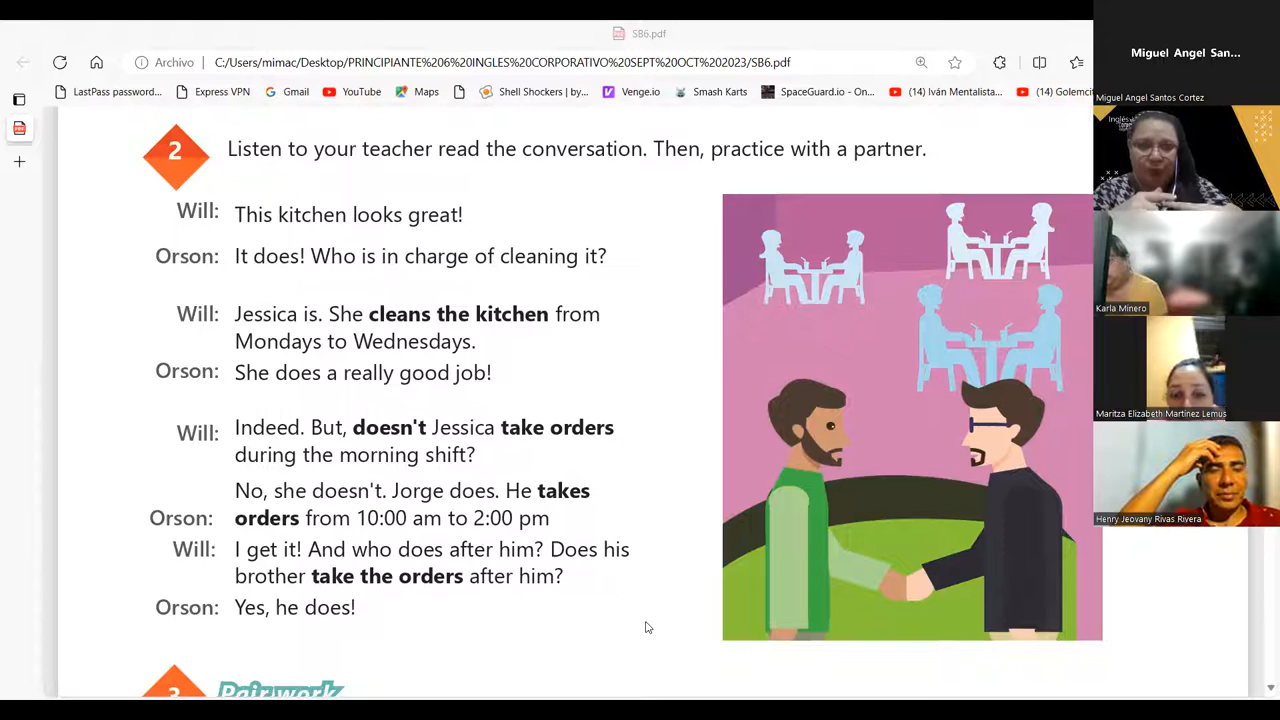 SB6.pdf
Archivo C:/Users/mimac/Desktop/PRINCIPIANTE%206%20INGLES%20CORPORATIVO%20SEPT%20OCT%202023/SB6.pdf
LastPass password... Express VPN Gmail YouTube Maps Shell Shockers | by... Venge.io Smash Karts SpaceGuard.io - On... (14) Iván Mentalista... (14) Golemcit
2 Listen to your teacher read the conversation. Then, practice with a partner.
Will: This kitchen looks great!
Orson: It does! Who is in charge of cleaning it?
Will: Jessica is. She cleans the kitchen from
Mondays to Wednesdays.
Orson: She does a really good job!
Will: Indeed. But, doesn't Jessica take orders
during the morning shift?
No, she doesn't. Jorge does. He takes
Orson: orders from 10:00 am to 2:00 pm
Will: I get it! And who does after him? Does his
brother take the orders after him?
Orson: Yes, he does!
3 Pair work
Miguel Angel San...
Miguel Angel Santos Cortez
Karla Minero
Maritza Elizabeth Martinez Lemus
Henry Jeovany Rivas Rivera